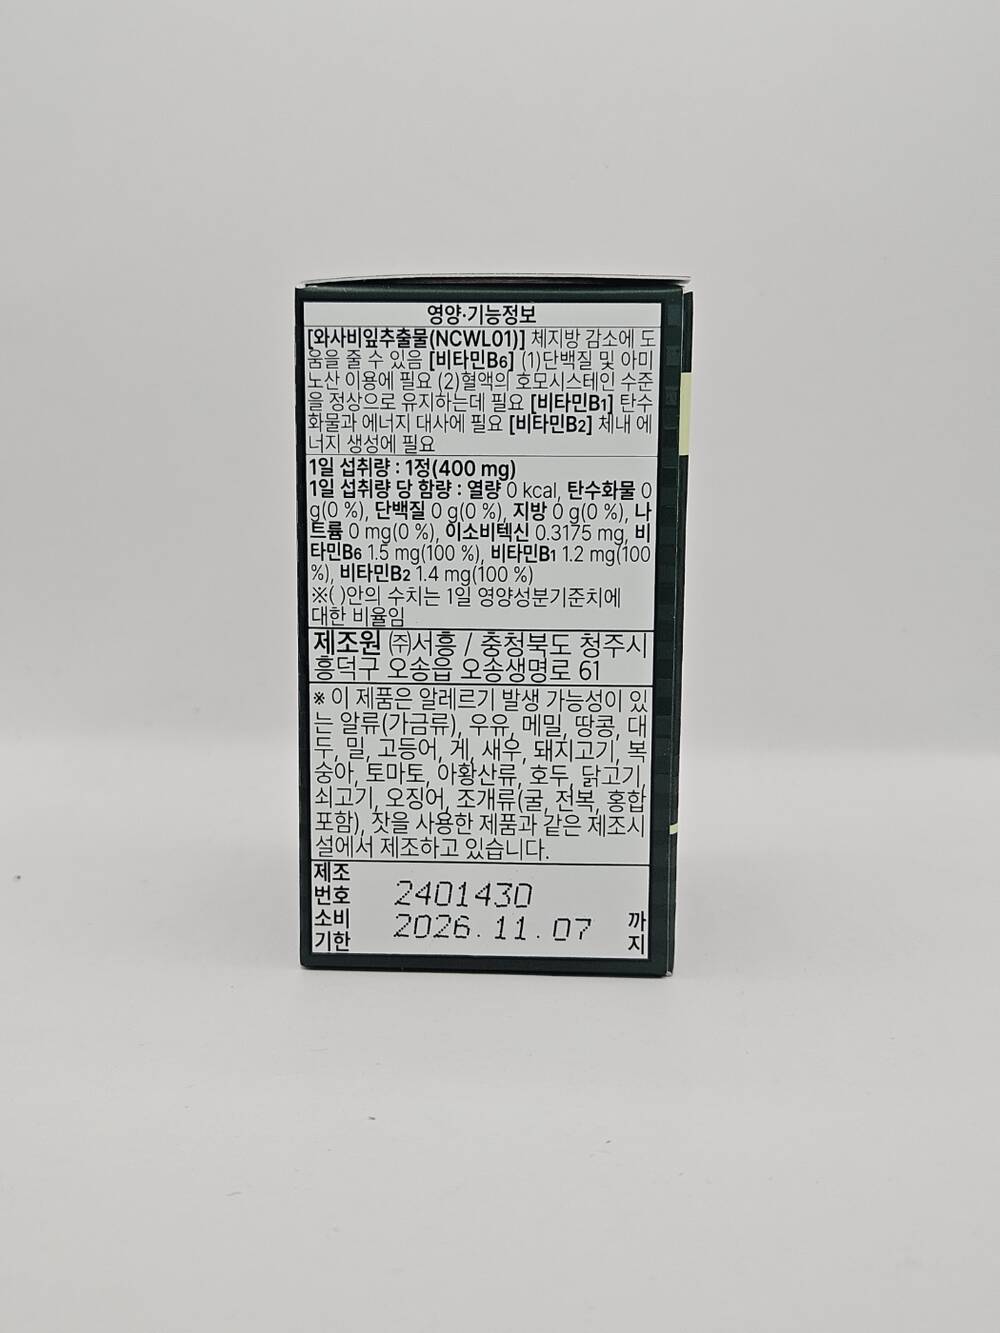 영양·기능정보
[와사비잎추출물(NCWL01)] 체지방 감소에 도
움을 줄 수 있음 [비타민B6] (1)단백질 및 아미
노산 이용에 필요 (2)혈액의 호모시스테인 수준
을 정상으로 유지하는데 필요 [비타민B1] 탄수
화물과 에너지 대사에 필요 [비타민B2] 체내 에
너지 생성에 필요
1일 섭취량 : 1정(400 mg)
1일 섭취량 당 함량 : 열량 0 kcal, 탄수화물 0
g(0 %), 단백질 0 g(0 %), 지방 0 g(0 %), 나
트륨 0 mg(0 %), 이소비텍신 0.3175 mg, 비
타민B6 1.5 mg(100 %), 비타민B1 1.2 mg(100
%), 비타민B2 1.4 mg(100 %)
※( )안의 수치는 1일 영양성분기준치에
대한 비율임
제조원 ㈜서흥 / 충청북도 청주시
흥덕구 오송읍 오송생명로 61
※ 이 제품은 알레르기 발생 가능성이 있
는 알류(가금류), 우유, 메밀, 땅콩, 대
두, 밀, 고등어, 게, 새우, 돼지고기, 복
숭아, 토마토, 아황산류, 호두, 닭고기,
쇠고기, 오징어, 조개류(굴, 전복, 홍합
포함), 잣을 사용한 제품과 같은 제조시
설에서 제조하고 있습니다.
제조
번호 2401430
소비
기한 2026.11.07 까지